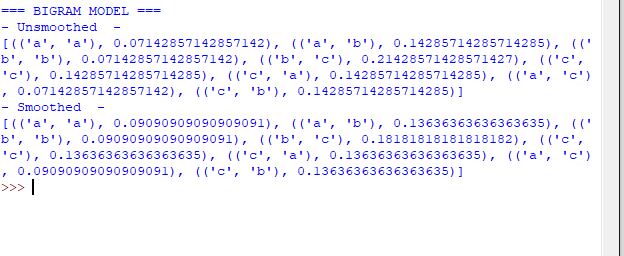 === BIGRAM MODEL ===
- Unsmoothed  -
[(('a', 'a'), 0.07142857142857142), (('a', 'b'), 0.14285714285714285), (('
b', 'b'), 0.07142857142857142), (('b', 'c'), 0.21428571428571427), (('c',
'c'), 0.14285714285714285), (('c', 'a'), 0.14285714285714285), (('a', 'c')
, 0.07142857142857142), (('c', 'b'), 0.14285714285714285)]
- Smoothed  -
[(('a', 'a'), 0.09090909090909091), (('a', 'b'), 0.13636363636363635), (('
b', 'b'), 0.09090909090909091), (('b', 'c'), 0.18181818181818182), (('c',
'c'), 0.13636363636363635), (('c', 'a'), 0.13636363636363635), (('a', 'c')
, 0.09090909090909091), (('c', 'b'), 0.13636363636363635)]
>>>